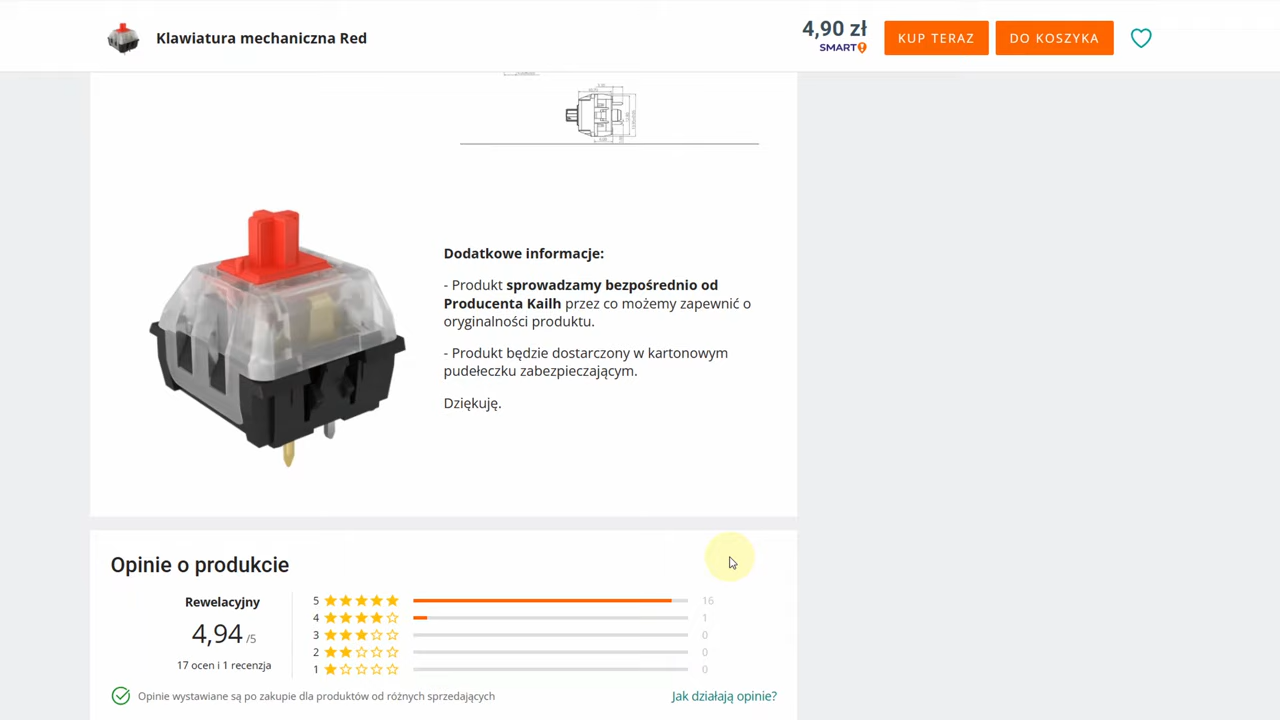 Klawiatura mechaniczna Red
4,90 zł
SMART!
KUP TERAZ
DO KOSZYKA
Dodatkowe informacje:
- Produkt sprowadzamy bezpośrednio od
Producenta Kailh przez co możemy zapewnić o
oryginalności produktu.
- Produkt będzie dostarczony w kartonowym
pudełeczku zabezpieczającym.
Dziękuję.
Opinie o produkcie
Rewelacyjny
4,94 /5
17 ocen i 1 recenzja
5 16
4 1
3 0
2 0
1 0
Opinie wystawiane są po zakupie dla produktów od różnych sprzedających
Jak działają opinie?